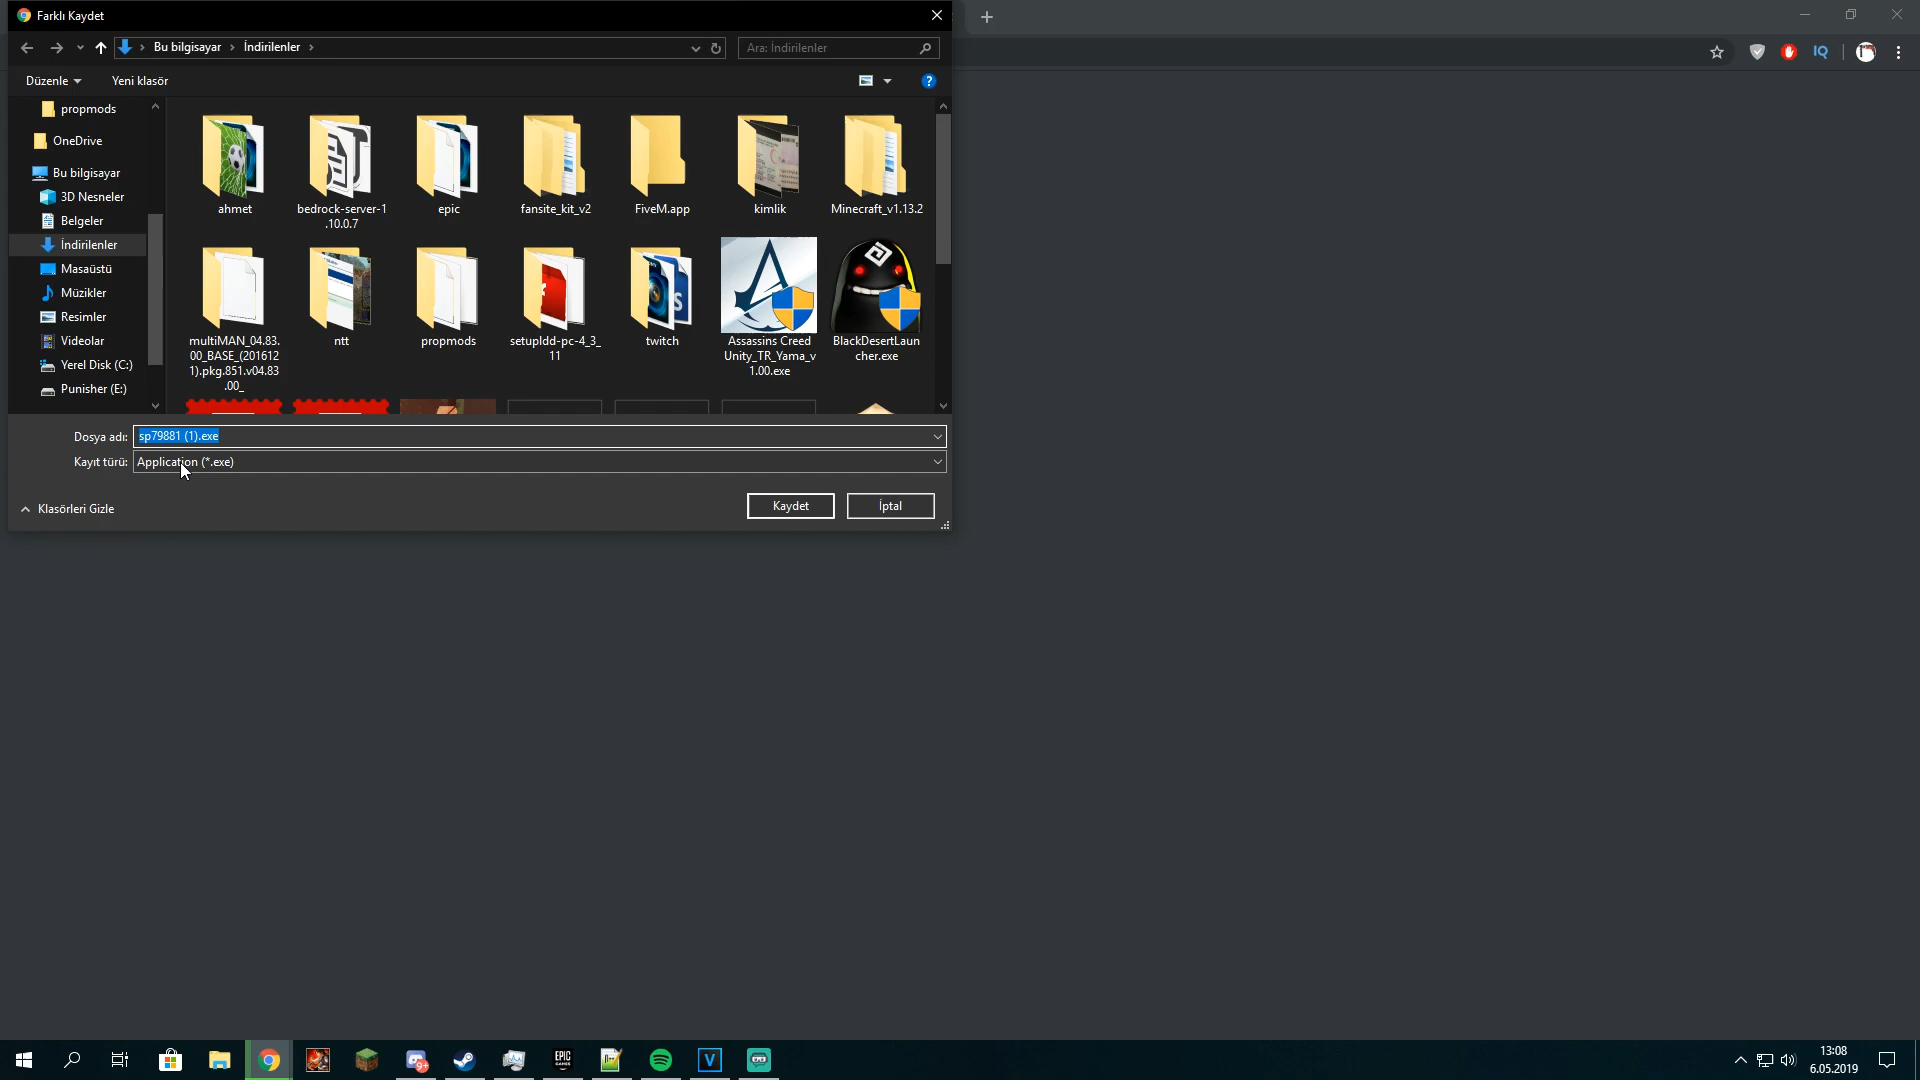 Farklı Kaydet
Bu bilgisayar
İndirilenler
Ara: İndirilenler
IQ
Düzenle
Yeni klasör
?
propmods
OneDrive
Bu bilgisayar
3D Nesneler
Belgeler
İndirilenler
Masaüstü
Müzikler
Resimler
Videolar
Yerel Disk (C:)
Punisher (E:)
ahmet
bedrock-server-1
.10.0.7
epic
fansite_kit_v2
FiveM.app
kimlik
Minecraft_v1.13.2
multiMAN_04.83.
00_BASE_(201612
1).pkg.851.v04.83
.00_
ntt
propmods
setupldd-pc-4_3_
11
twitch
Assassins Creed
Unity_TR_Yama_v
1.00.exe
BlackDesertLaun
cher.exe
Dosya adı:
sp79881 (1).exe
Kayıt türü:
Application (*.exe)
Klasörleri Gizle
Kaydet
İptal
9+
EPIC
GAMES
V
13:08
6.05.2019